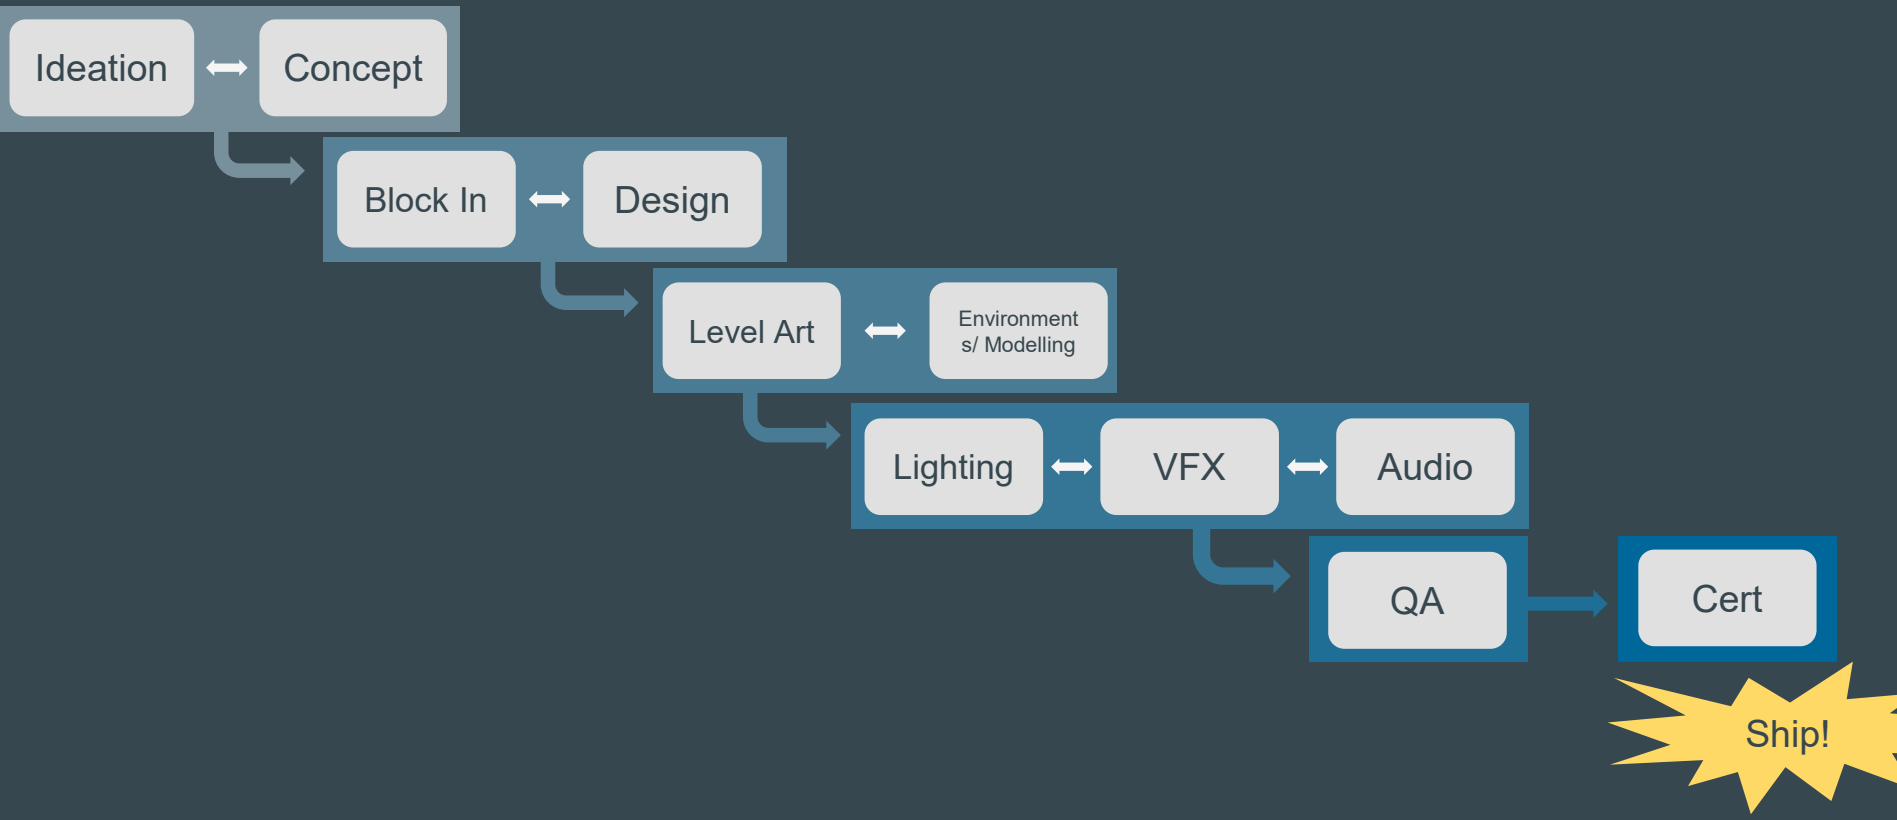 Ideation
Concept
Block In
Design
Level Art
Environment
s/ Modelling
Lighting
VFX
Audio
QA
Cert
Ship!